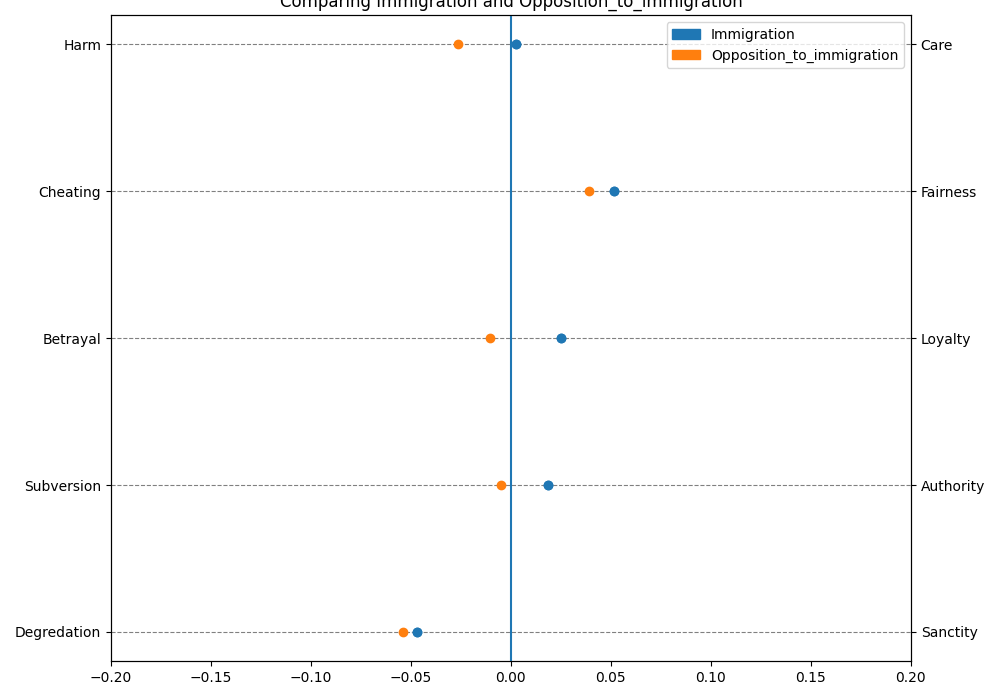 Comparing Immigration and Opposition_to_immigration
Immigration
Opposition_to_immigration
Harm
Care
Cheating
Fairness
Betrayal
Loyalty
Subversion
Authority
Degredation
Sanctity
−0.20 −0.15 −0.10 −0.05 0.00 0.05 0.10 0.15 0.20